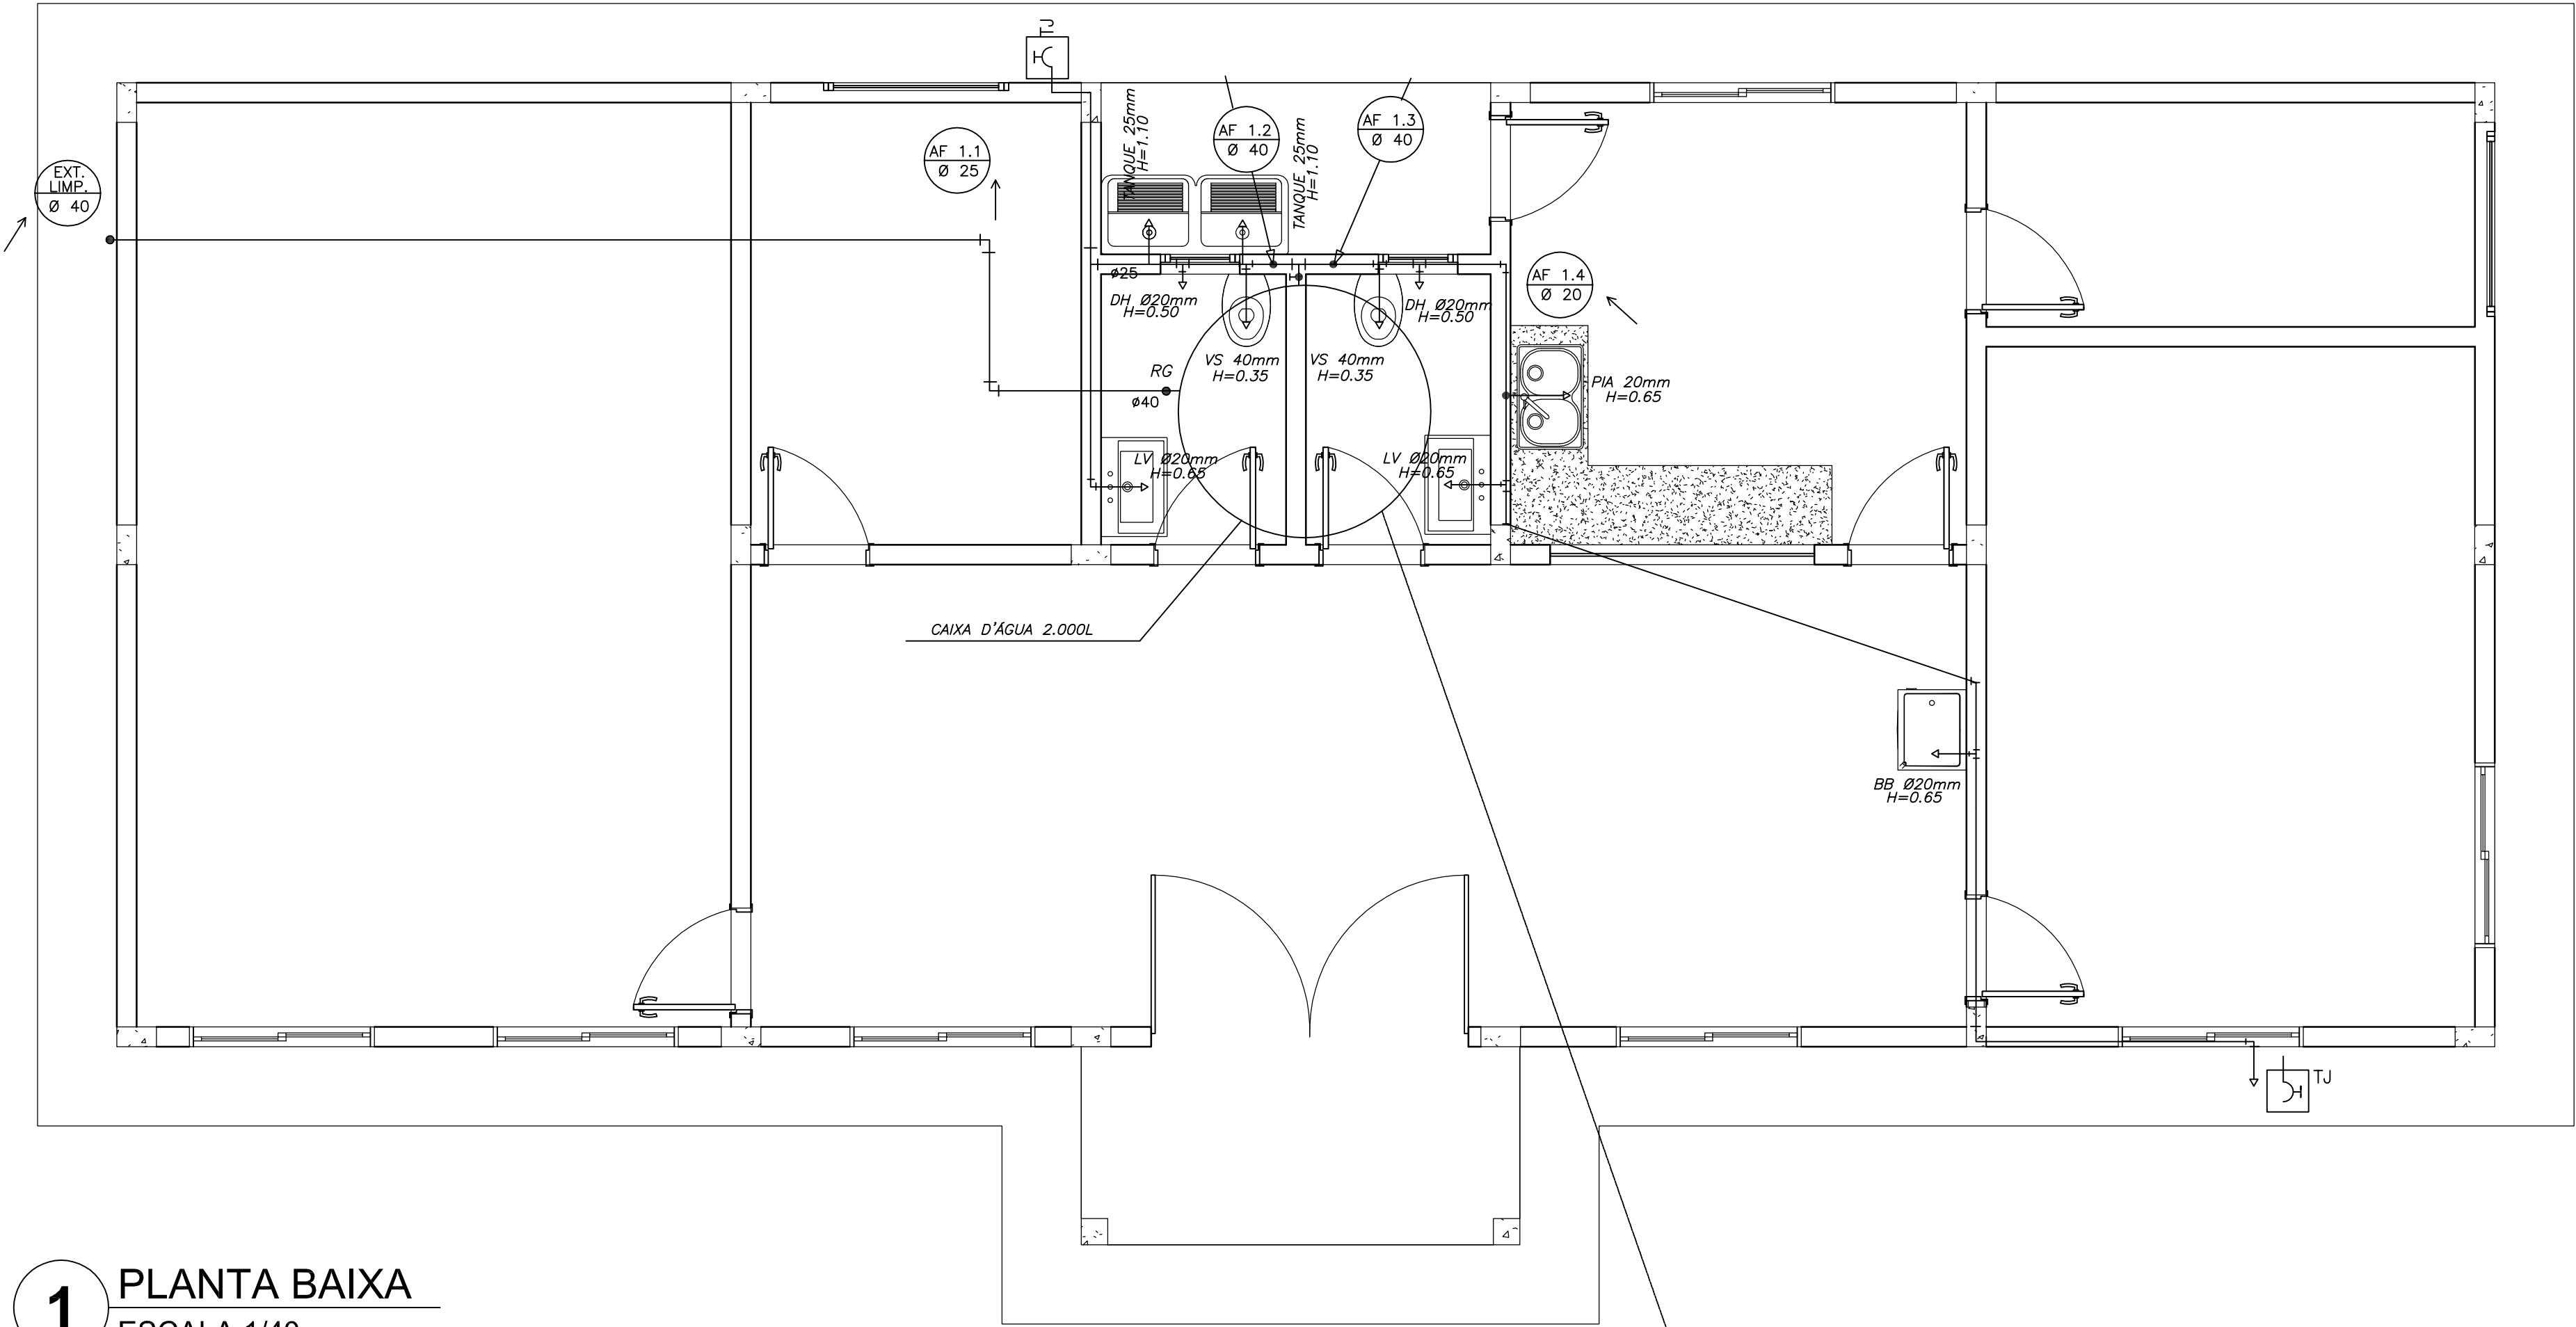 TJ
TANQUE 25mm
H=1.10
AF 1.2
Ø 40
TANQUE 25mm
H=1.10
AF 1.3
Ø 40
AF 1.1
Ø 25
EXT.
LIMP.
Ø 40
ø25
DH Ø20mm
H=0.50
DH Ø20mm
H=0.50
AF 1.4
Ø 20
VS 40mm
H=0.35
VS 40mm
H=0.35
RG
ø40
PIA 20mm
H=0.65
LV Ø20mm
H=0.65
LV Ø20mm
H=0.65
CAIXA D'ÁGUA 2.000L
BB Ø20mm
H=0.65
TJ
1
PLANTA BAIXA
ESCALA 1/40